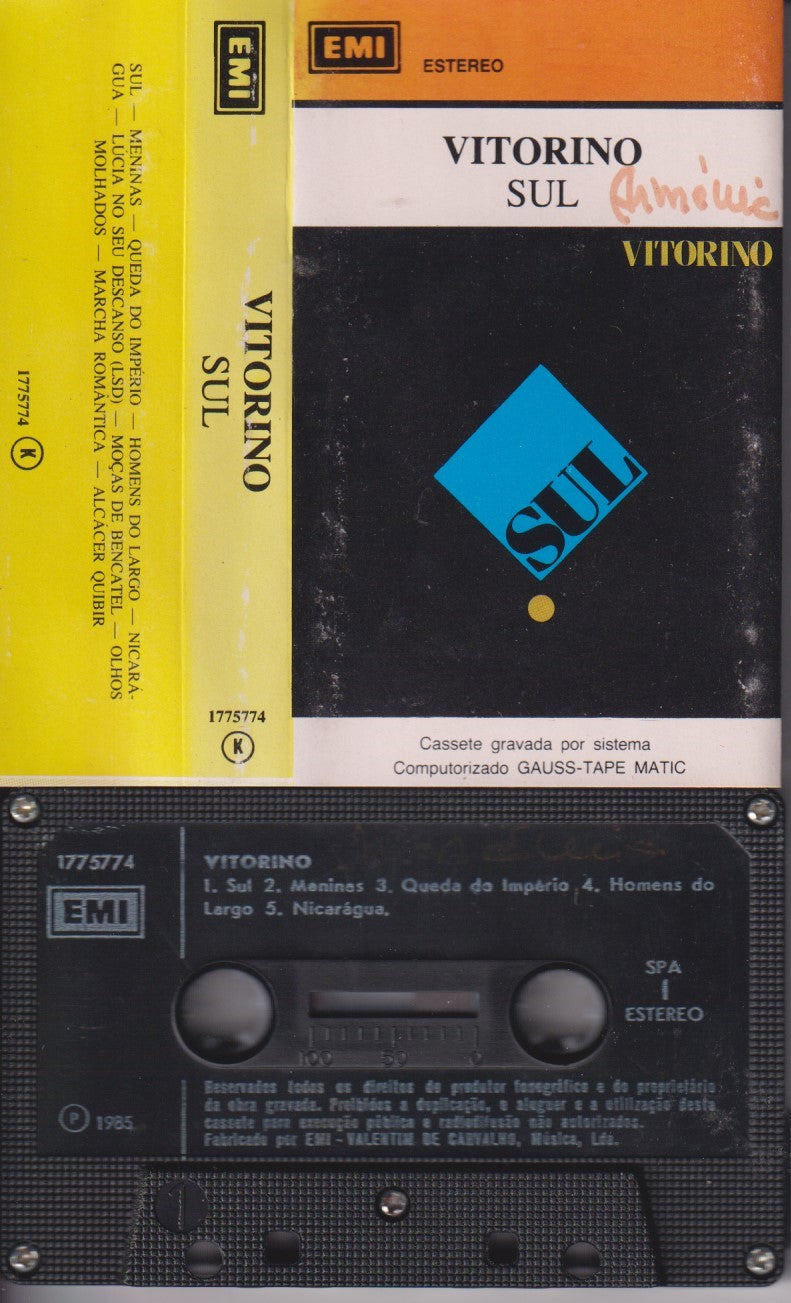 EMI
ESTEREO
VITORINO
SUL
VITORINO
SUL
Cassete gravada por sistema
Computorizado GAUSS-TAPE MATIC
EMI
VITORINO
SUL
1775774
K
SUL — MENINAS — QUEDA DO IMPÉRIO — HOMENS DO LARGO — NICARÁ-
GUA — LÚCIA NO SEU DESCANSO (LSD) — MOÇAS DE BENCATEL — OLHOS
MOLHADOS — MARCHA ROMÂNTICA — ALCÁCER QUIBIR
1775774
K
1775774
EMI
VITORINO
1. Sul 2. Meninas 3. Queda do Império 4. Homens do
Largo 5. Nicarágua.
SPA
1
ESTEREO
100 50 0
Reservados todos os direitos do produtor fonográfico e do proprietário
da obra gravada. Proibidos a duplicação, o aluguer e a utilização desta
cassete para execução pública e radiodifusão não autorizados.
Fabricado por EMI - VALENTIM DE CARVALHO, Música, Lda.
P 1985
1